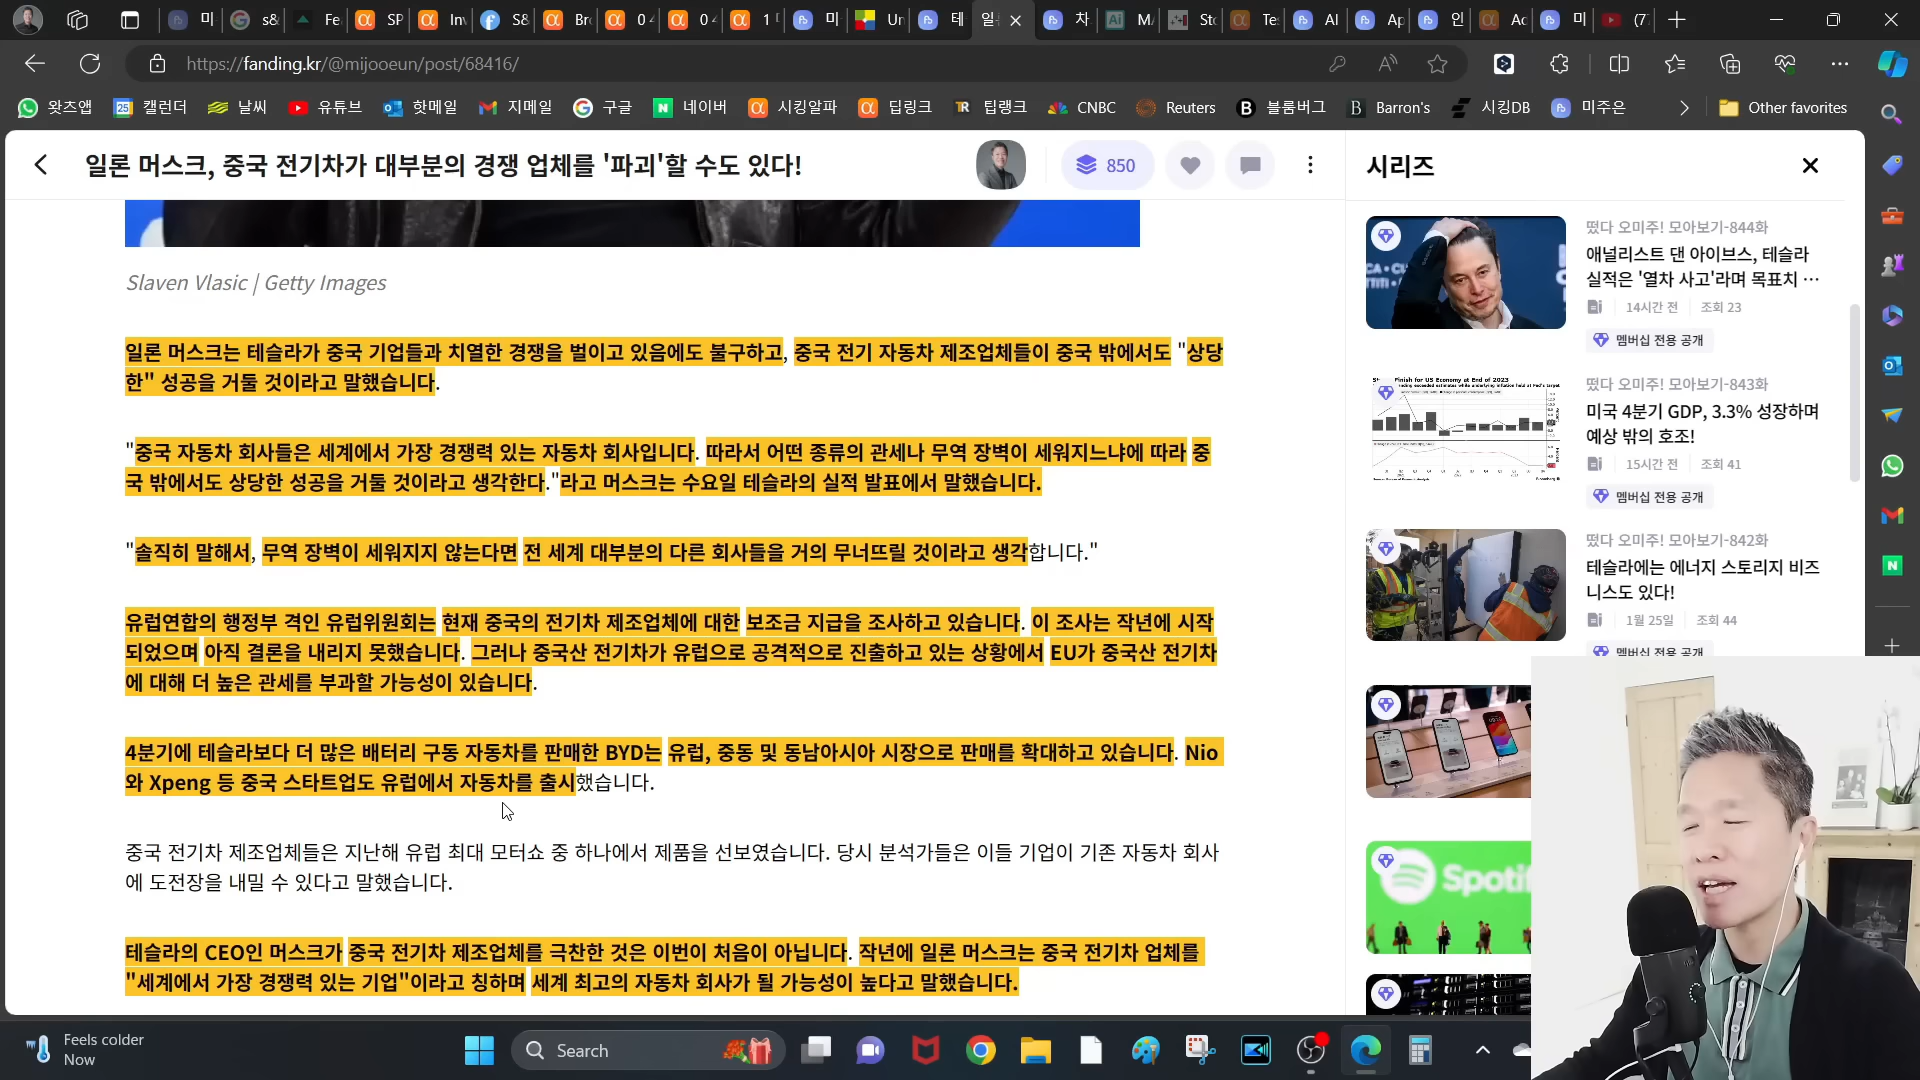 미
s&
Fe
SP
In
S&
Br
0 4
0 4
1 
미
Ur
테
일
차
M
St
Te
AI
Ap
인
Ac
미
(7
https://fanding.kr/@mijooeun/post/68416/
왓츠앱
캘런더
날씨
유튜브
핫메일
지메일
구글
네이버
시킹알파
딥링크
팁랭크
CNBC
Reuters
블룸버그
Barron's
시킹DB
미주은
Other favorites
일론 머스크, 중국 전기차가 대부분의 경쟁 업체를 '파괴'할 수도 있다!
850
시리즈
Slaven Vlasic | Getty Images
일론 머스크는 테슬라가 중국 기업들과 치열한 경쟁을 벌이고 있음에도 불구하고, 중국 전기 자동차 제조업체들이 중국 밖에서도 "상당
한" 성공을 거둘 것이라고 말했습니다.
"중국 자동차 회사들은 세계에서 가장 경쟁력 있는 자동차 회사입니다. 따라서 어떤 종류의 관세나 무역 장벽이 세워지느냐에 따라 중
국 밖에서도 상당한 성공을 거둘 것이라고 생각한다."라고 머스크는 수요일 테슬라의 실적 발표에서 말했습니다.
"솔직히 말해서, 무역 장벽이 세워지지 않는다면 전 세계 대부분의 다른 회사들을 거의 무너뜨릴 것이라고 생각합니다."
유럽연합의 행정부 격인 유럽위원회는 현재 중국의 전기차 제조업체에 대한 보조금 지급을 조사하고 있습니다. 이 조사는 작년에 시작
되었으며 아직 결론을 내리지 못했습니다. 그러나 중국산 전기차가 유럽으로 공격적으로 진출하고 있는 상황에서 EU가 중국산 전기차
에 대해 더 높은 관세를 부과할 가능성이 있습니다.
4분기에 테슬라보다 더 많은 배터리 구동 자동차를 판매한 BYD는 유럽, 중동 및 동남아시아 시장으로 판매를 확대하고 있습니다. Nio
와 Xpeng 등 중국 스타트업도 유럽에서 자동차를 출시했습니다.
중국 전기차 제조업체들은 지난해 유럽 최대 모터쇼 중 하나에서 제품을 선보였습니다. 당시 분석가들은 이들 기업이 기존 자동차 회사
에 도전장을 내밀 수 있다고 말했습니다.
테슬라의 CEO인 머스크가 중국 전기차 제조업체를 극찬한 것은 이번이 처음이 아닙니다. 작년에 일론 머스크는 중국 전기차 업체를
"세계에서 가장 경쟁력 있는 기업"이라고 칭하며 세계 최고의 자동차 회사가 될 가능성이 높다고 말했습니다.
떴다 오미주! 모아보기-844화
애널리스트 댄 아이브스, 테슬라
실적은 '열차 사고'라며 목표치 …
14시간 전
조회 23
멤버십 전용 공개
Finish for US Economy at End of 2023
떴다 오미주! 모아보기-843화
미국 4분기 GDP, 3.3% 성장하며
예상 밖의 호조!
15시간 전
조회 41
멤버십 전용 공개
떴다 오미주! 모아보기-842화
테슬라에는 에너지 스토리지 비즈
니스도 있다!
1월 25일
조회 44
멤버십 전용 공개
Spotif
Feels colder
Now
Search